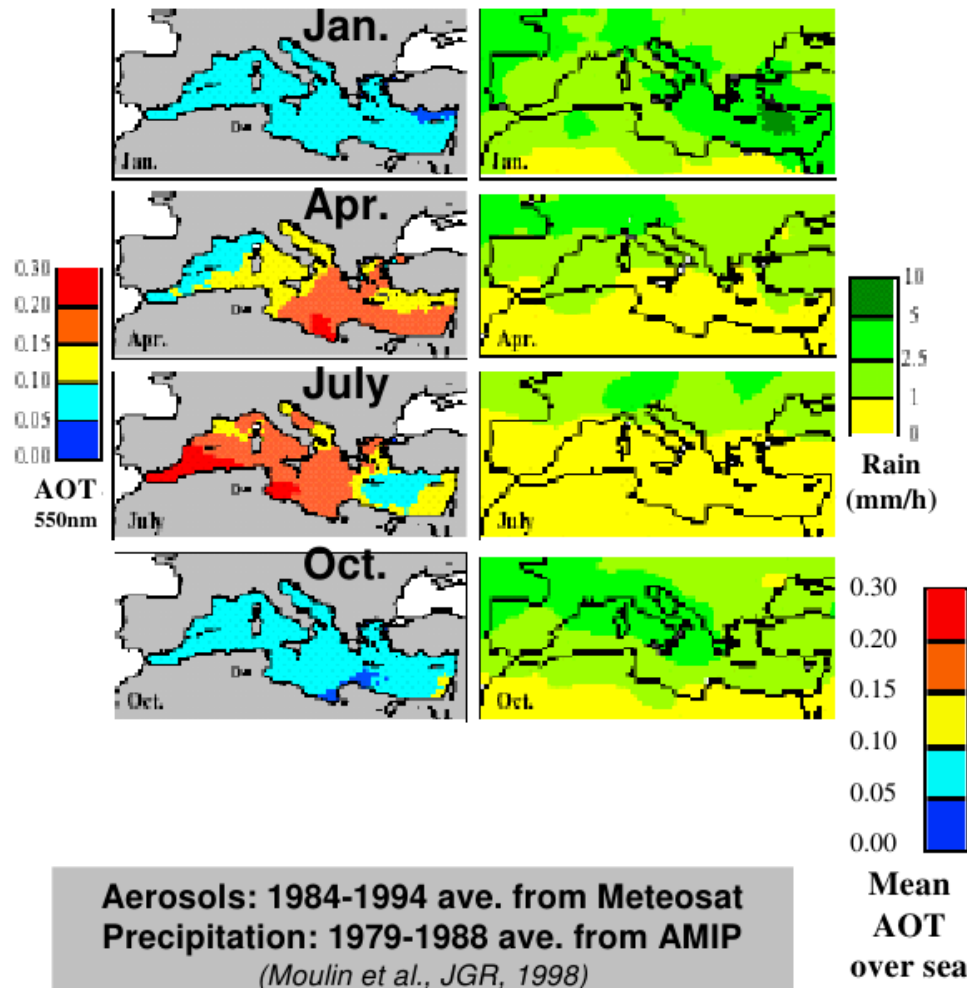 Jan.
Jan.
Jan.
Apr.
Apr.
Apr.
0.30
0.20
0.15
0.10
0.05
0.00
AOT
550nm
10
5
2.5
1
0
Rain
(mm/h)
July
July
July
Oct.
Oct.
Oct.
0.30
0.20
0.15
0.10
0.05
0.00
Mean
AOT
over sea
Aerosols: 1984-1994 ave. from Meteosat
Precipitation: 1979-1988 ave. from AMIP
(Moulin et al., JGR, 1998)